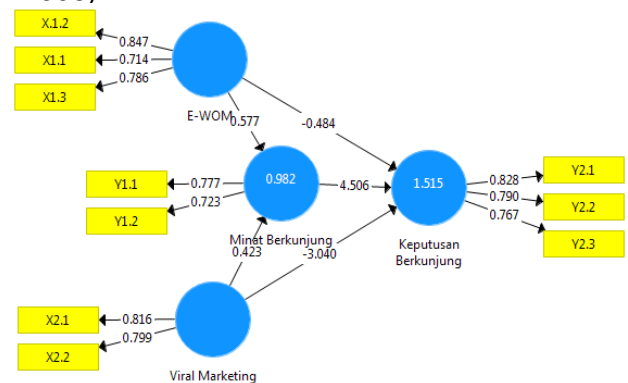 X.1.2
X1.1
X1.3
0.847
0.714
0.786
E-WOM
0.577
-0.484
Y1.1
Y1.2
0.777
0.723
0.982
Minat Berkunjung
4.506
1.515
Keputusan
Berkunjung
0.828
0.790
0.767
Y2.1
Y2.2
Y2.3
0.423
-3.040
X2.1
X2.2
0.816
0.799
Viral Marketing